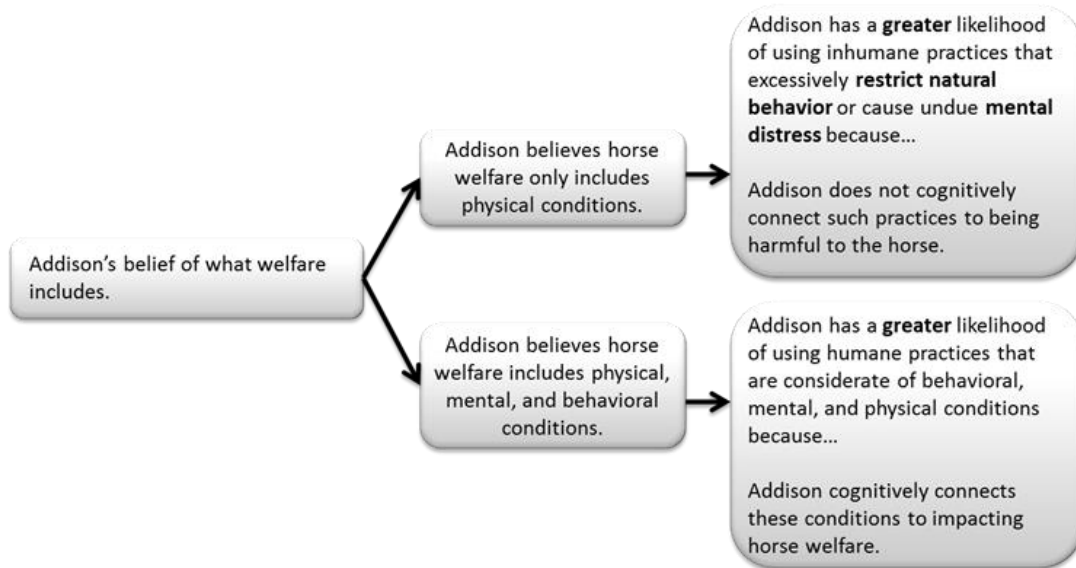 Addison's belief of what welfare
includes.
Addison believes horse
welfare only includes
physical conditions.
Addison has a greater likelihood
of using inhumane practices that
excessively restrict natural
behavior or cause undue mental
distress because...
Addison does not cognitively
connect such practices to being
harmful to the horse.
Addison believes horse
welfare includes physical,
mental, and behavioral
conditions.
Addison has a greater likelihood
of using humane practices that
are considerate of behavioral,
mental, and physical conditions
because...
Addison cognitively connects
these conditions to impacting
horse welfare.